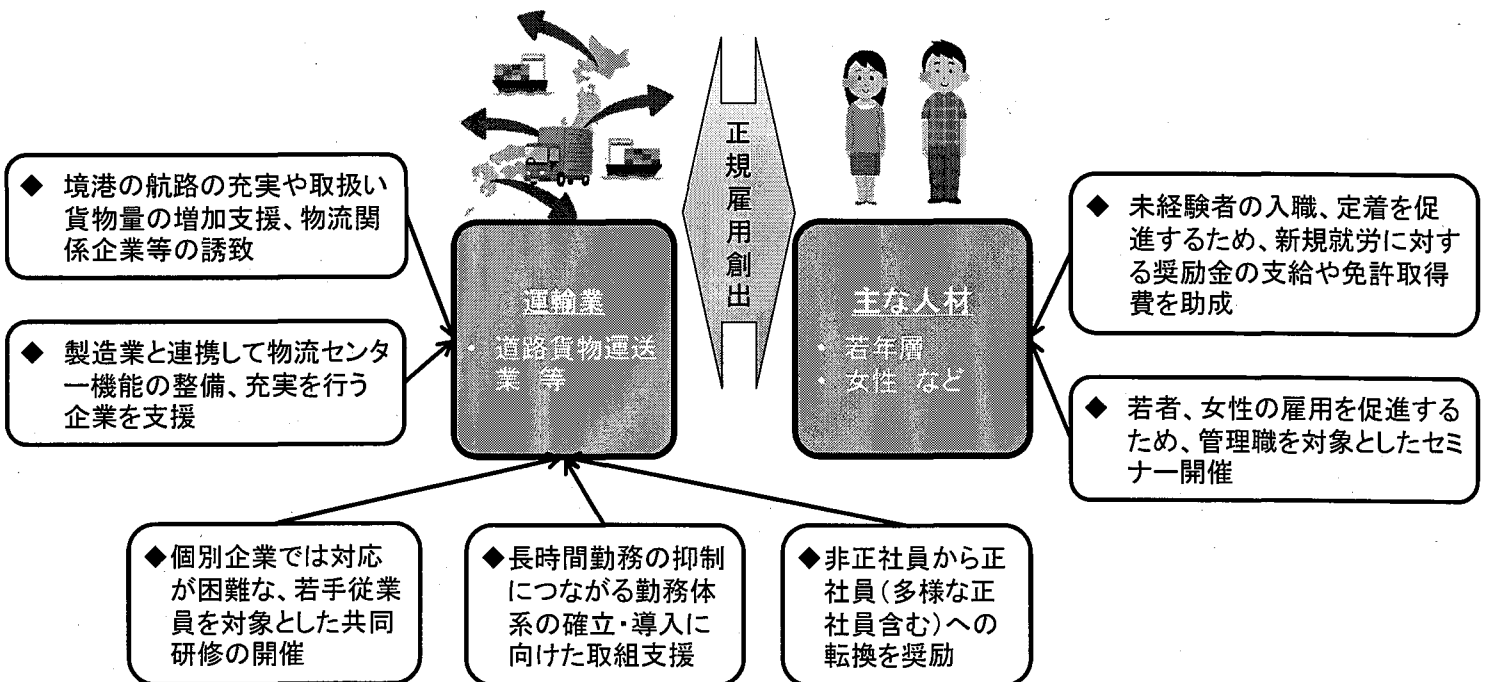 正規雇用創出
◆ 境港の航路の充実や取扱い
貨物量の増加支援、物流関
係企業等の誘致
◆ 製造業と連携して物流センタ
ー機能の整備、充実を行う
企業を支援
運輸業
・ 道路貨物運送
業 等
主な人材
・ 若年層
・ 女性 など
◆ 未経験者の入職、定着を促
進するため、新規就労に対す
る奨励金の支給や免許取得
費を助成
◆ 若者、女性の雇用を促進する
ため、管理職を対象としたセミ
ナー開催
◆個別企業では対応
が困難な、若手従業
員を対象とした共同
研修の開催
◆長時間勤務の抑制
につながる勤務体
系の確立・導入に
向けた取組支援
◆非正社員から正
社員(多様な正
社員含む)への
転換を奨励